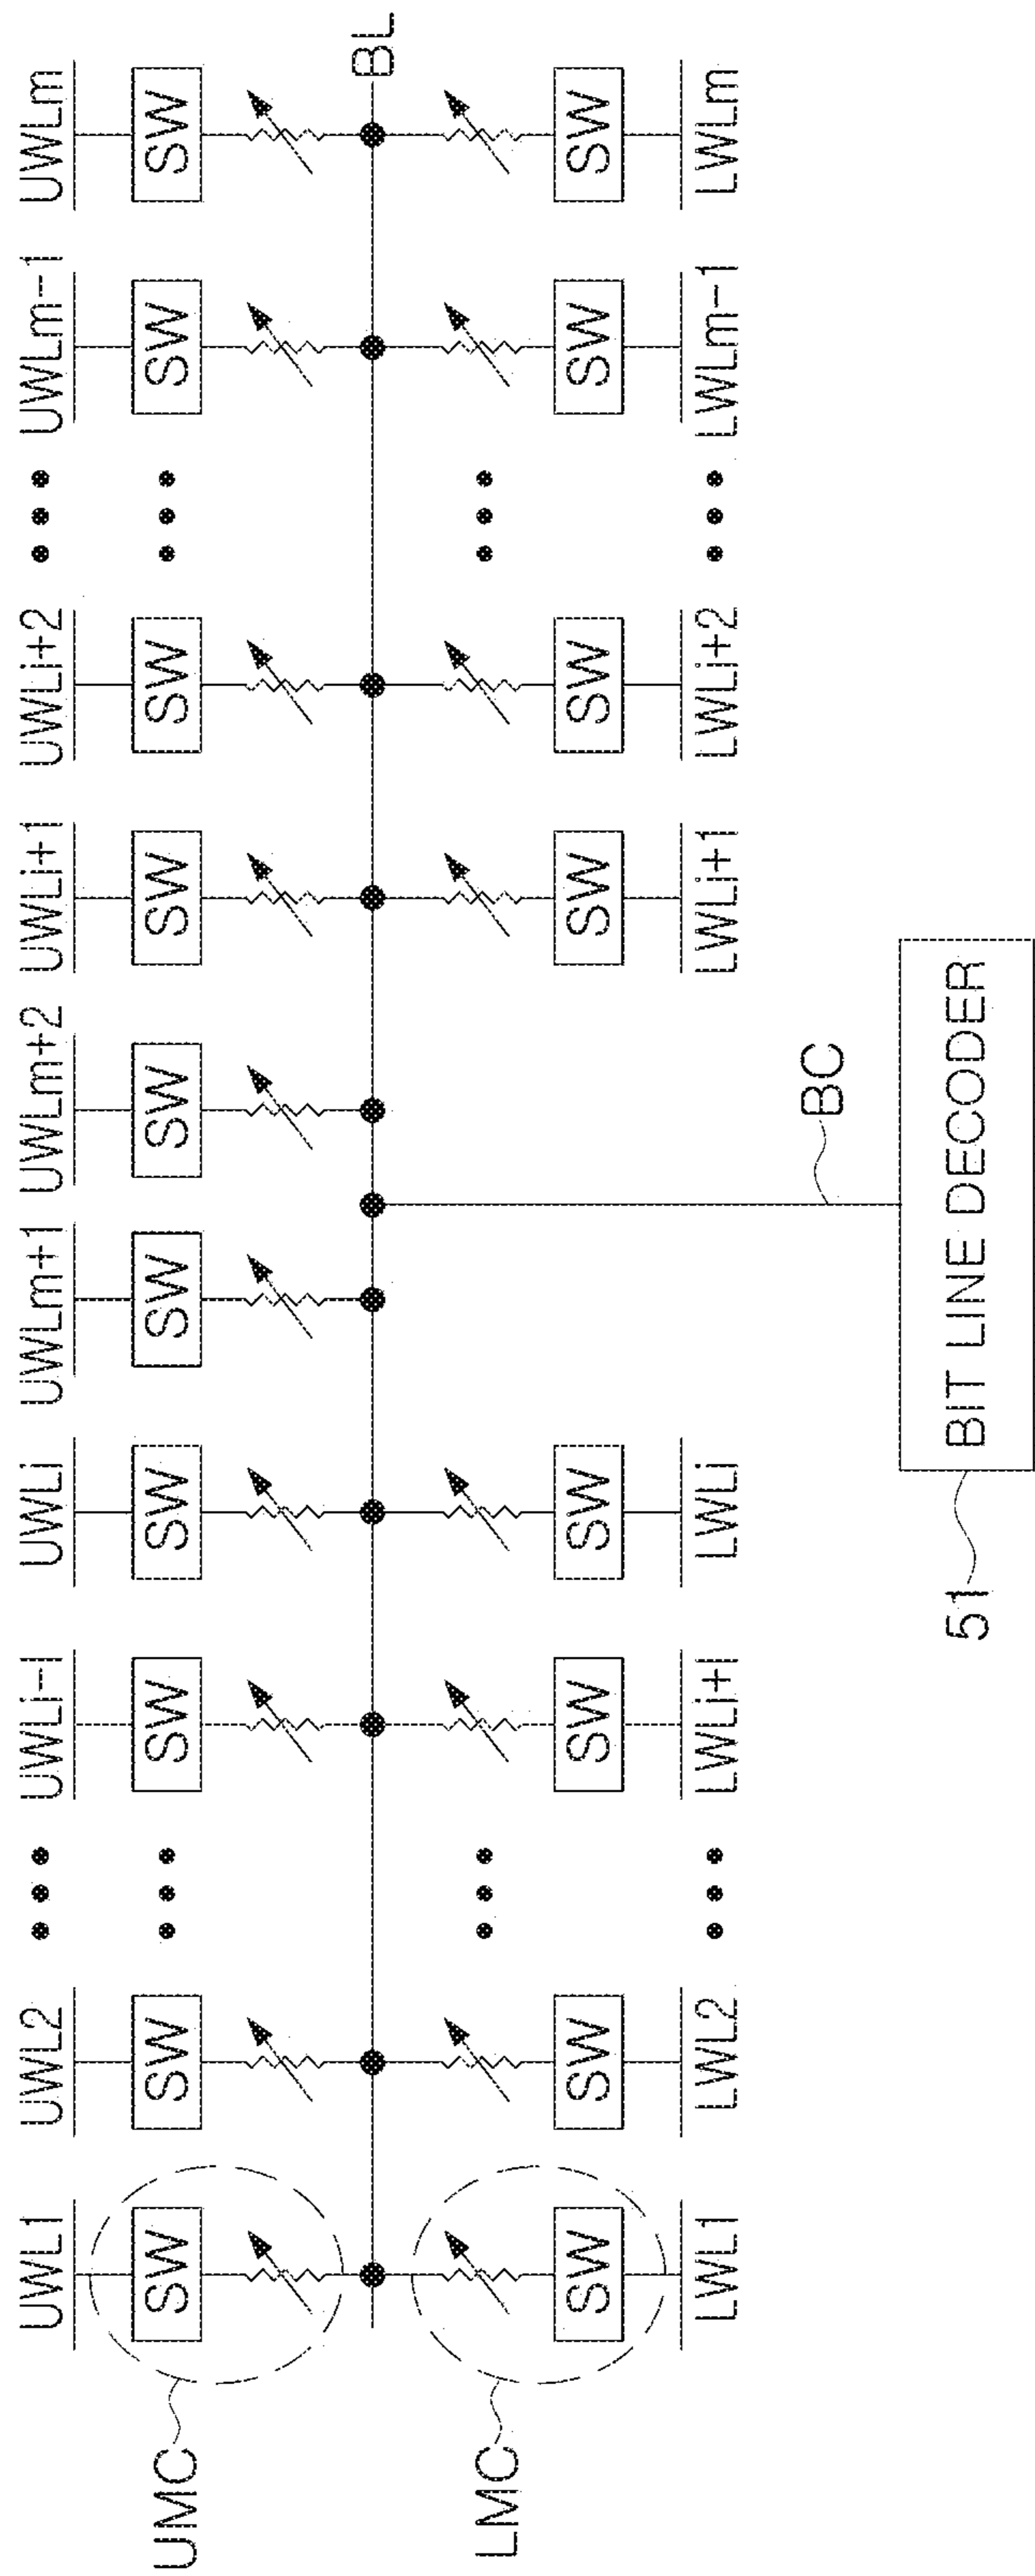 UWL1 UWL2 ••• UWLi-1 UWLi UWLm+1 UWLm+2 UWLi+1 UWLi+2 ••• UWLm-1 UWLm
UMC SW SW ••• SW SW SW SW SW SW ••• SW SW
BL
LMC SW SW ••• SW SW SW SW ••• SW SW
LWL1 LWL2 ••• LWLi+1 LWLi LWLi+1 LWLi+2 ••• LWLm-1 LWLm
BC
51 BIT LINE DECODER